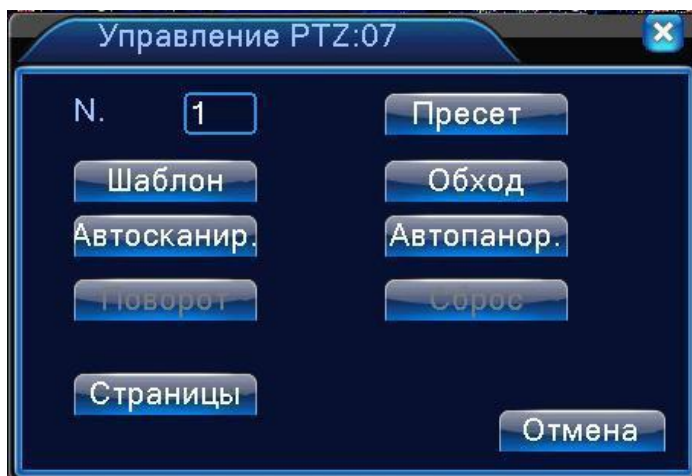 Управление PTZ:07
N. 1 Пресет
Шаблон Обход
Автосканир. Автопанор.
Поворот Сброс
Страницы
Отмена